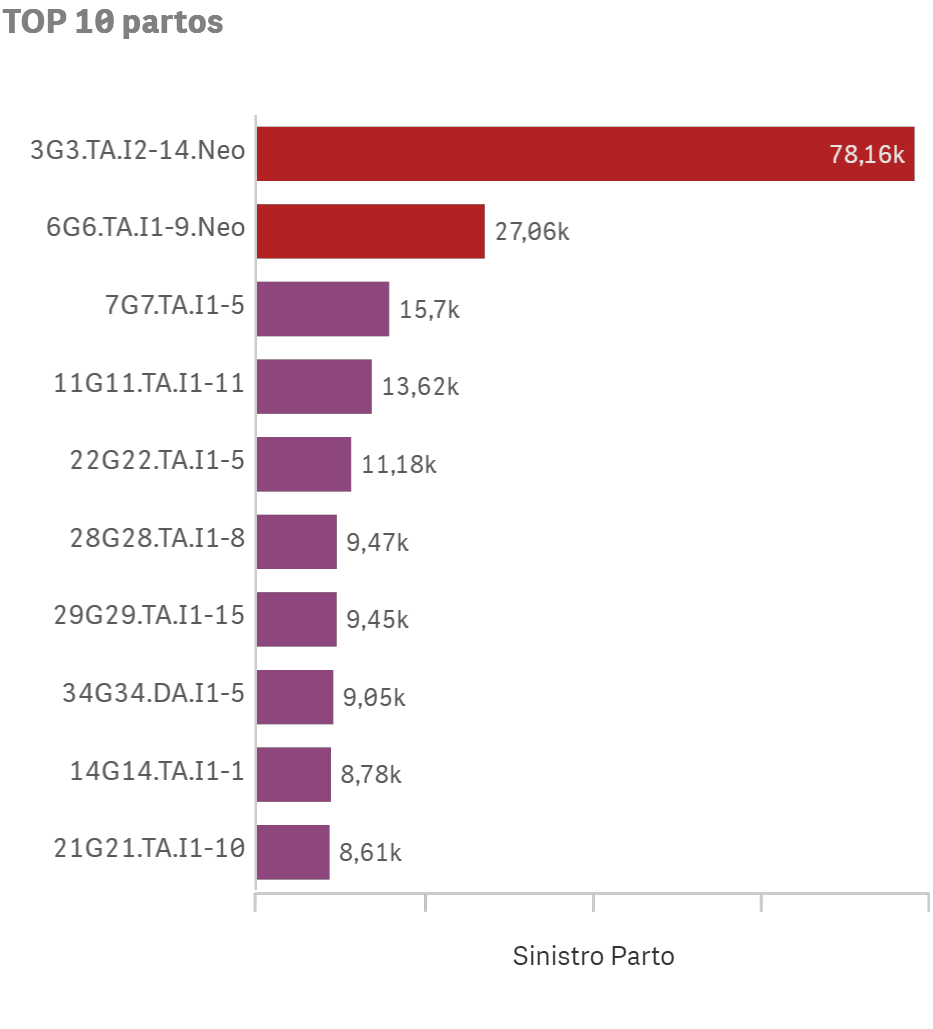 TOP 10 partos
3G3.TA.I2-14.Neo 78,16k
6G6.TA.I1-9.Neo 27,06k
7G7.TA.I1-5 15,7k
11G11.TA.I1-11 13,62k
22G22.TA.I1-5 11,18k
28G28.TA.I1-8 9,47k
29G29.TA.I1-15 9,45k
34G34.DA.I1-5 9,05k
14G14.TA.I1-1 8,78k
21G21.TA.I1-10 8,61k
Sinistro Parto